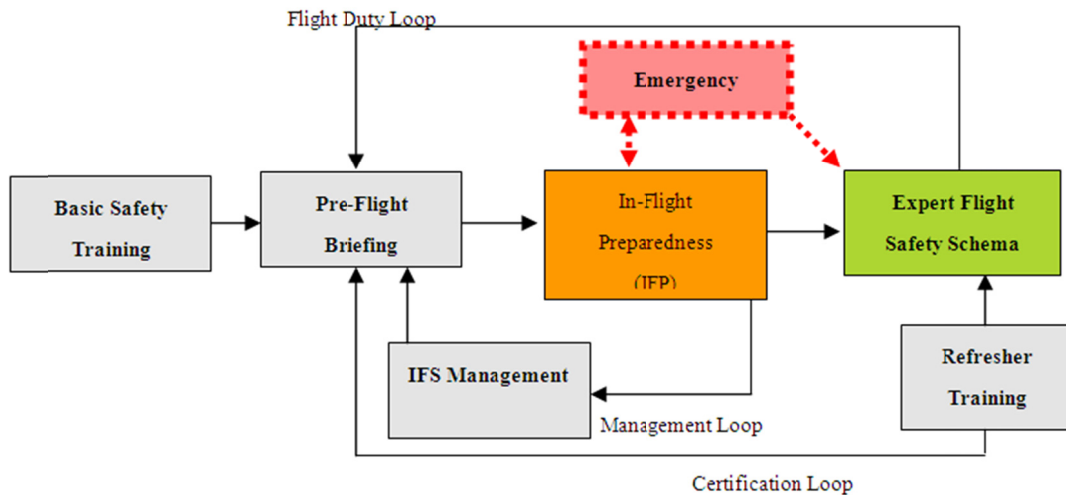 Flight Duty Loop
Emergency
Basic Safety
Training
Pre-Flight
Briefing
In-Flight
Preparedness
(IFP)
Expert Flight
Safety Schema
IFS Management
Refresher
Training
Management Loop
Certification Loop